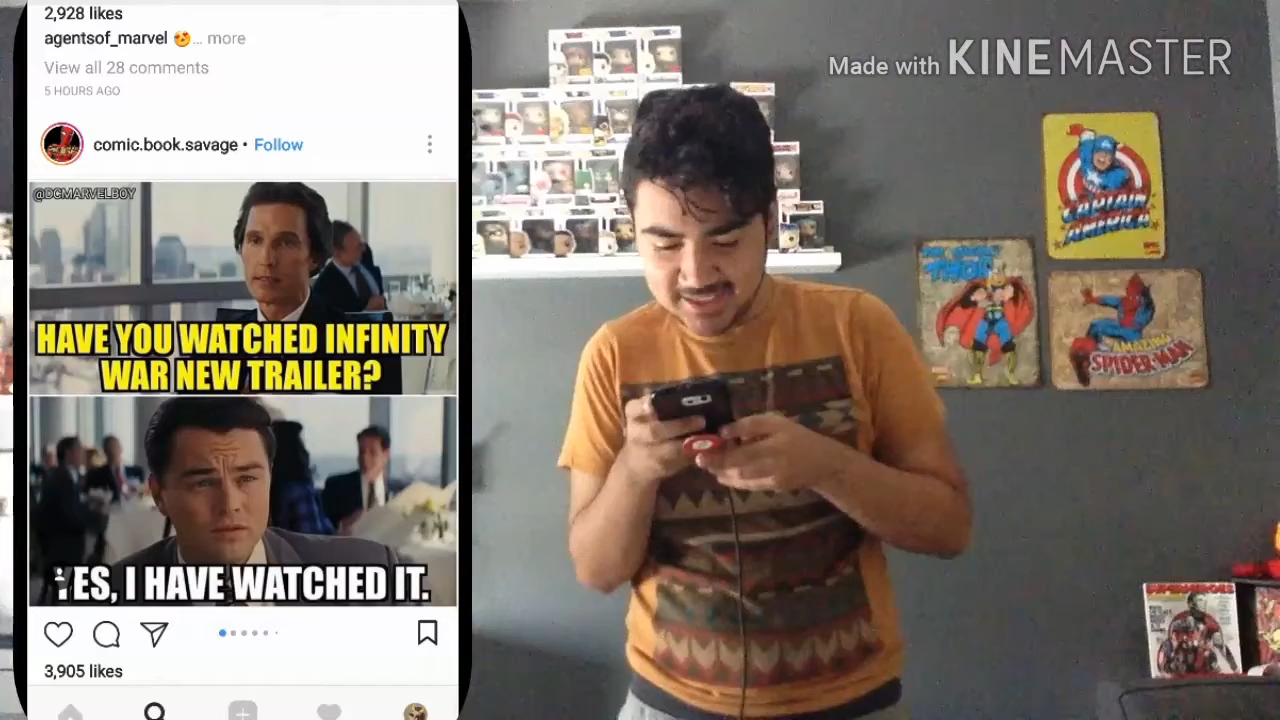 2,928 likes
agentsof_marvel 😍... more
View all 28 comments
5 HOURS AGO
comic.book.savage • Follow
@DCMARVELBOY
HAVE YOU WATCHED INFINITY
WAR NEW TRAILER?
YES, I HAVE WATCHED IT.
3,905 likes
Made with KINEMASTER
CAPTAIN
AMERICA
THOR
AMAZING
SPIDER-MAN